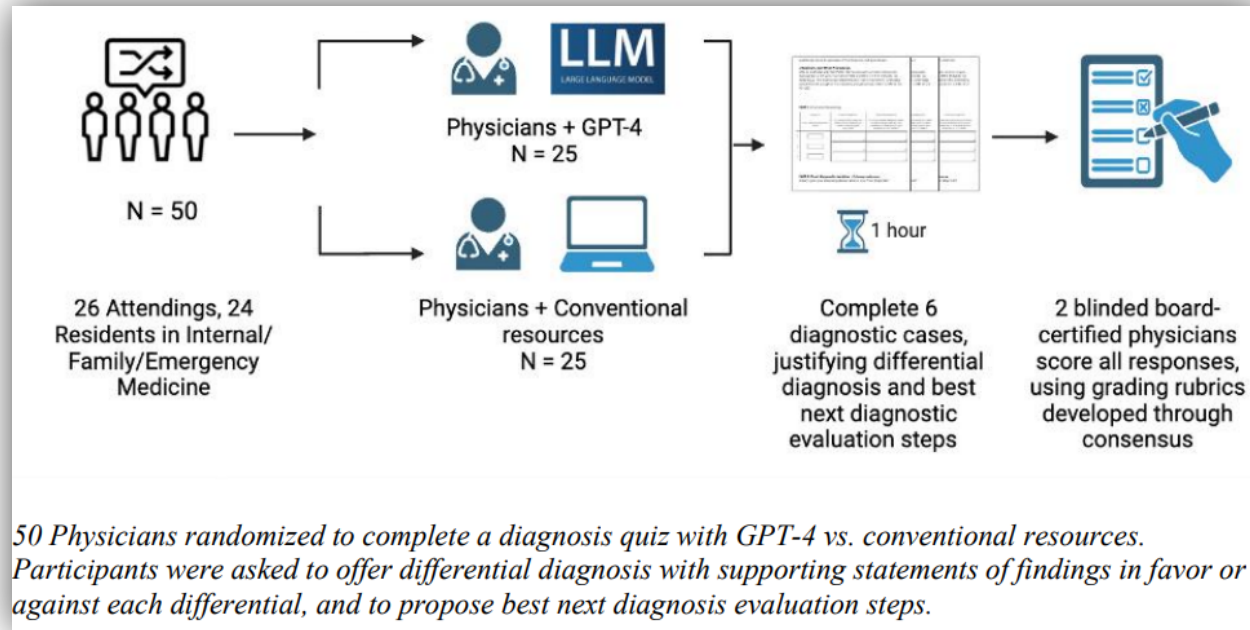 LLM
LARGE LANGUAGE MODEL
Physicians + GPT-4
N = 25
N = 50
1 hour
26 Attendings, 24
Residents in Internal/
Family/Emergency
Medicine
Physicians + Conventional
resources
N = 25
Complete 6
diagnostic cases,
justifying differential
diagnosis and best
next diagnostic
evaluation steps
2 blinded board-
certified physicians
score all responses,
using grading rubrics
developed through
consensus
50 Physicians randomized to complete a diagnosis quiz with GPT-4 vs. conventional resources.
Participants were asked to offer differential diagnosis with supporting statements of findings in favor or
against each differential, and to propose best next diagnosis evaluation steps.